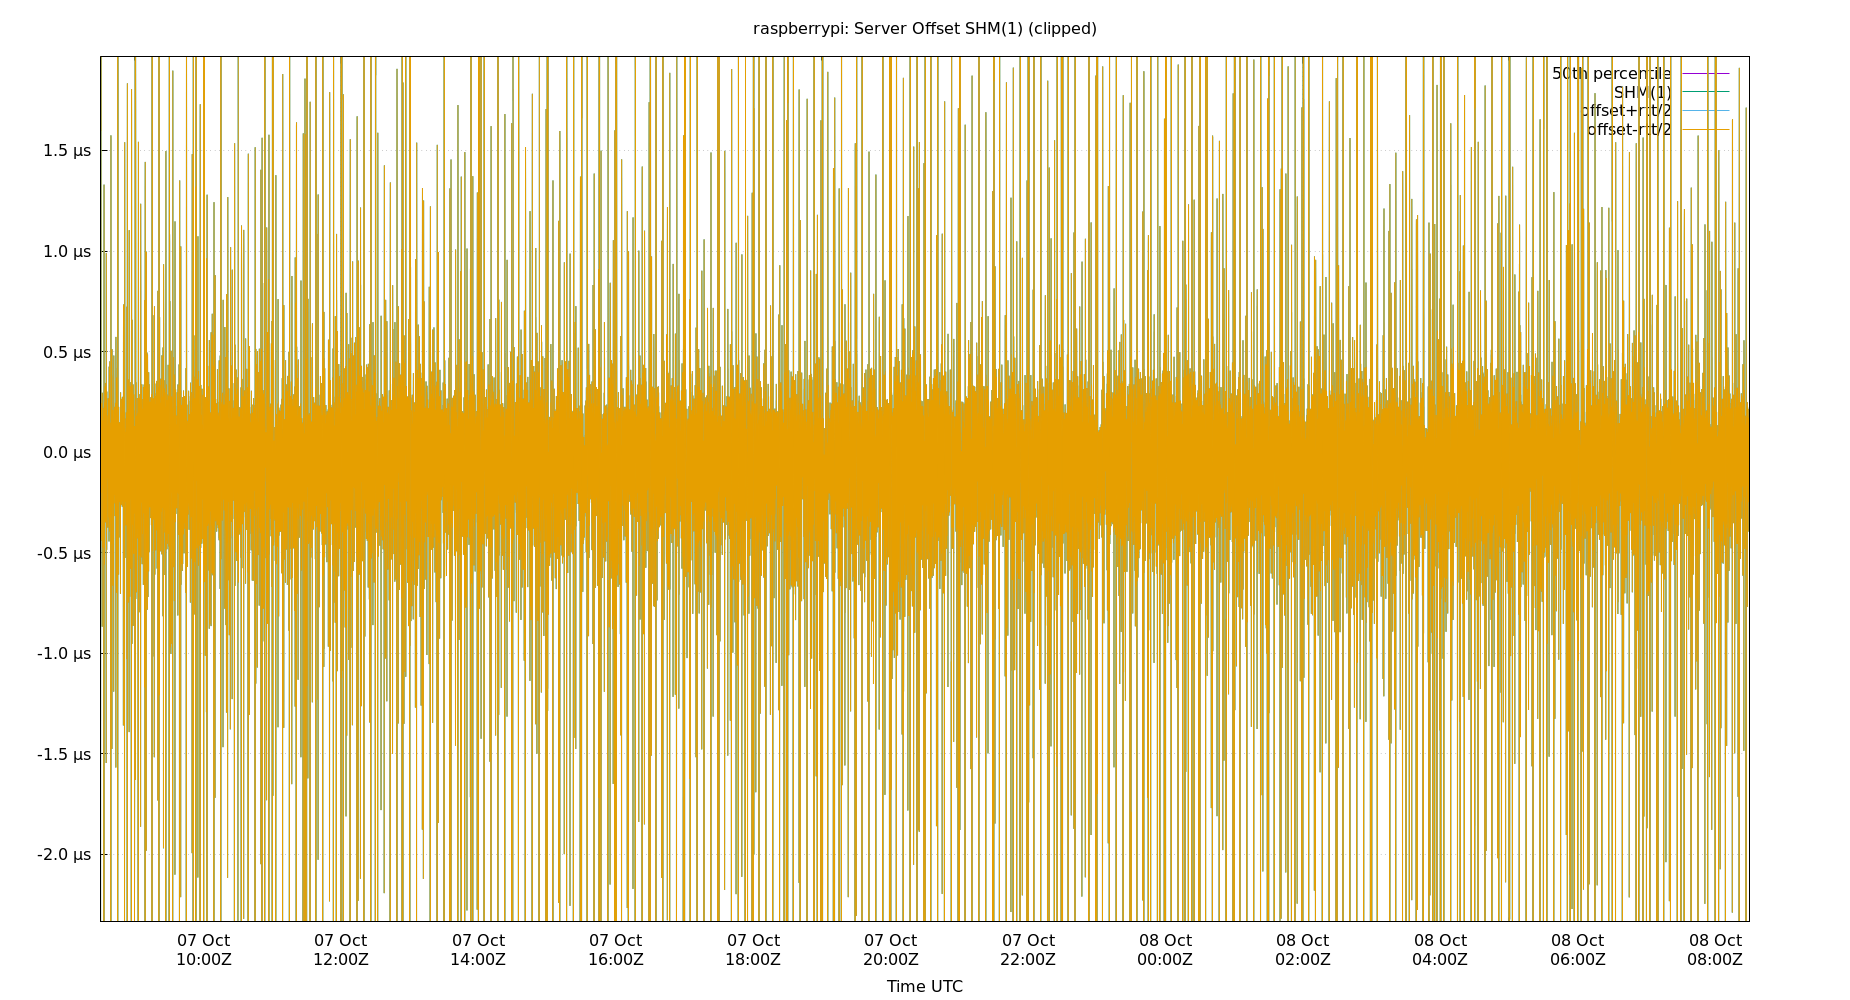 raspberrypi: Server Offset SHM(1) (clipped)
50th percentile
SHM(1)
offset+rtt/2
offset-rtt/2
1.5 µs
1.0 µs
0.5 µs
0.0 µs
-0.5 µs
-1.0 µs
-1.5 µs
-2.0 µs
07 Oct 07 Oct 07 Oct 07 Oct 07 Oct 07 Oct 07 Oct 08 Oct 08 Oct 08 Oct 08 Oct 08 Oct
10:00Z 12:00Z 14:00Z 16:00Z 18:00Z 20:00Z 22:00Z 00:00Z 02:00Z 04:00Z 06:00Z 08:00Z
Time UTC